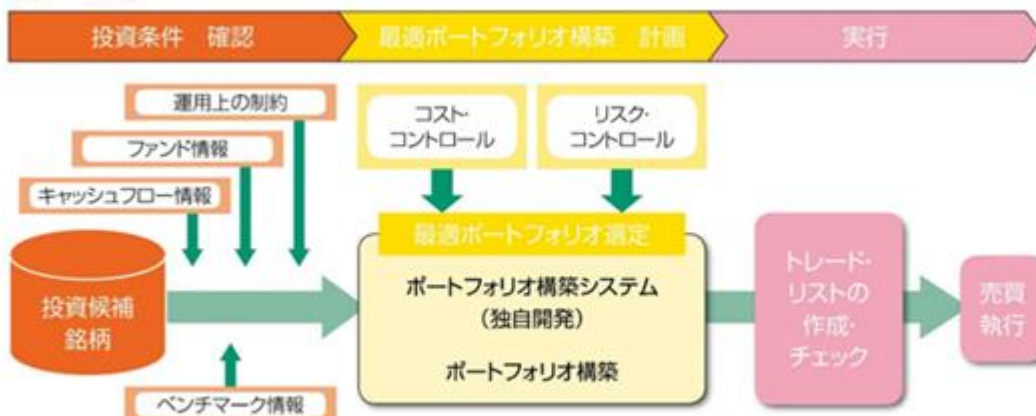 投資条件　確認
最適ポートフォリオ構築　計画
実行
運用上の制約
ファンド情報
キャッシュフロー情報
コスト・
コントロール
リスク・
コントロール
投資候補
銘柄
最適ポートフォリオ選定
ポートフォリオ構築システム
（独自開発）
ポートフォリオ構築
トレード・
リストの
作成・
チェック
売買
執行
ベンチマーク情報